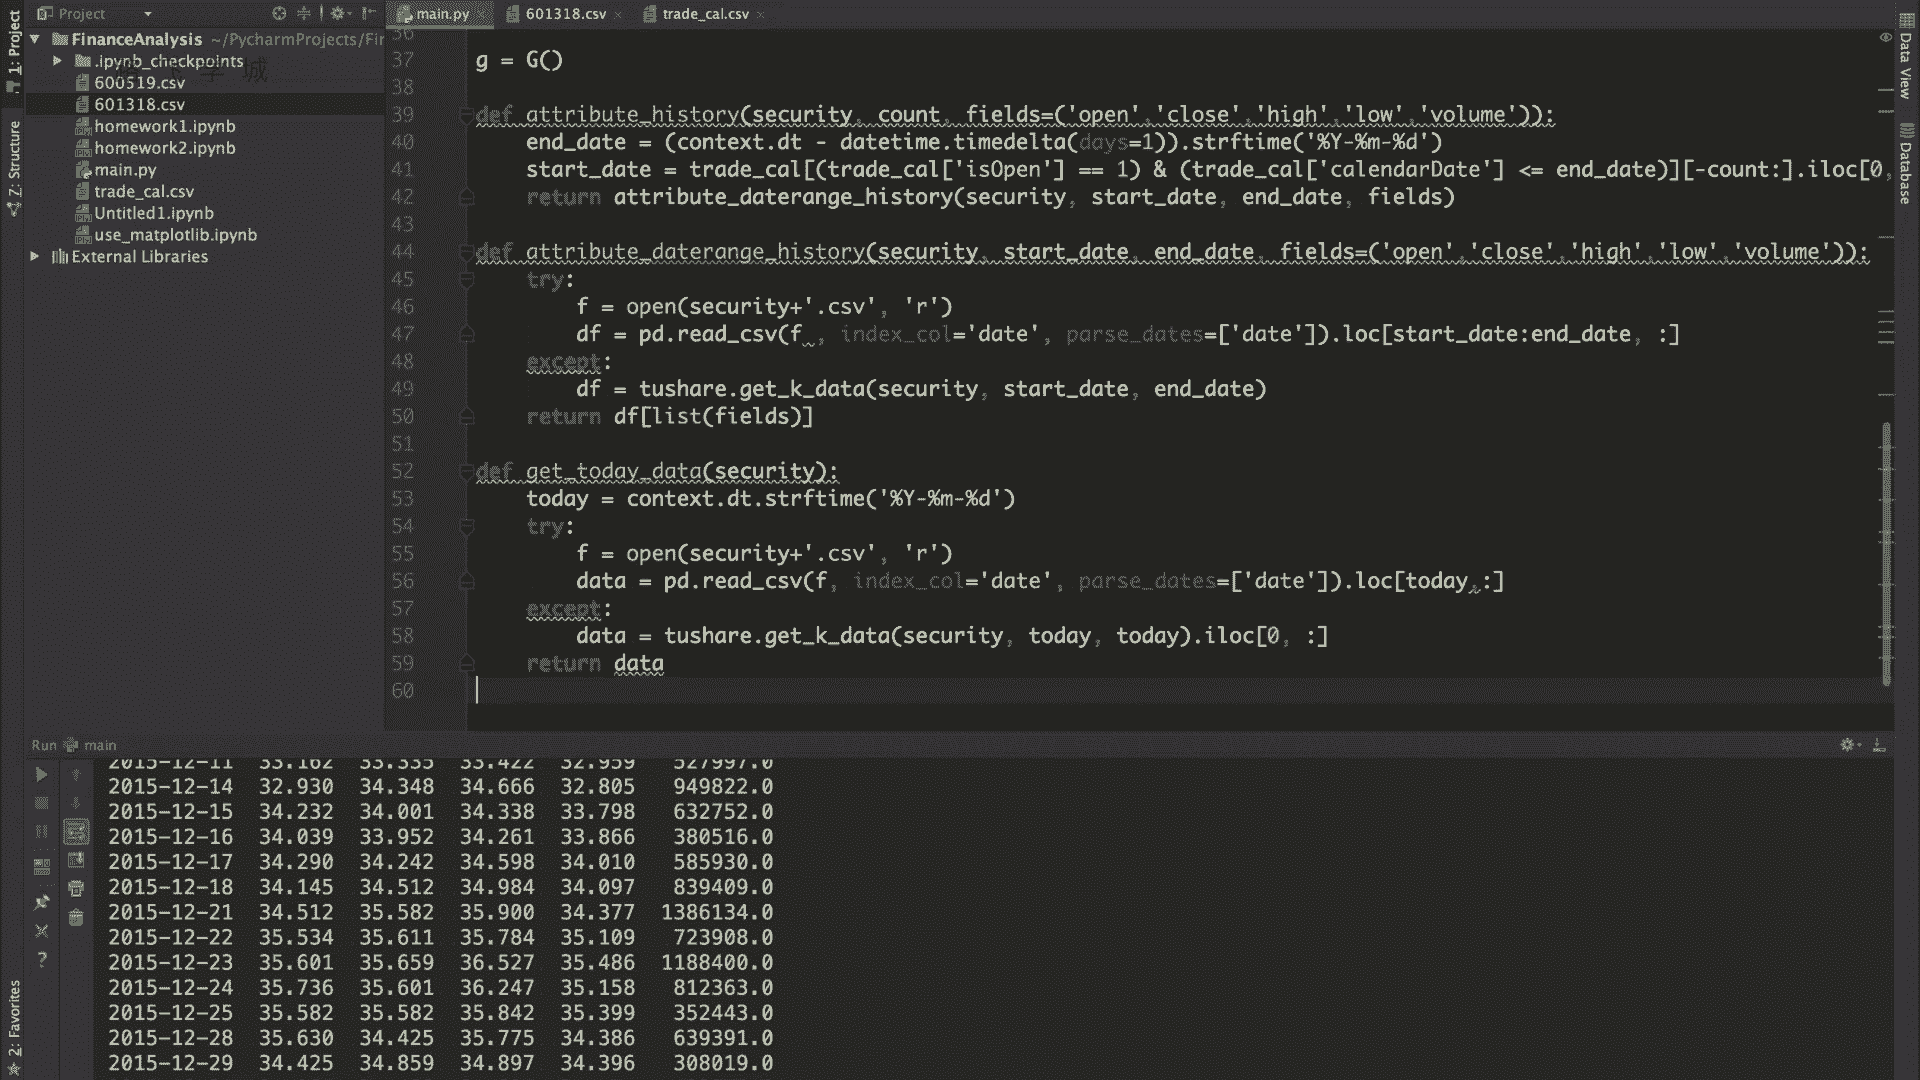 Project
main.py
601318.csv
trade_cal.csv
FinanceAnalysis ~/PycharmProjects/Fir
.ipynb_checkpoints
600519.csv
601318.csv
homework1.ipynb
homework2.ipynb
main.py
trade_cal.csv
Untitled1.ipynb
use_matplotlib.ipynb
External Libraries
1: Project
7: Structure
2: Favorites
36
37 g = G()
38
39 def attribute_history(security, count, fields=('open','close','high','low','volume')):
40 end_date = (context.dt - datetime.timedelta(days=1)).strftime('%Y-%m-%d')
41 start_date = trade_cal[(trade_cal['isOpen'] == 1) & (trade_cal['calendarDate'] <= end_date)][-count:].iloc[0,
42 return attribute_daterange_history(security, start_date, end_date, fields)
43
44 def attribute_daterange_history(security, start_date, end_date, fields=('open','close','high','low','volume')):
45 try:
46 f = open(security+'.csv', 'r')
47 df = pd.read_csv(f , index_col='date', parse_dates=['date']).loc[start_date:end_date, :]
48 except:
49 df = tushare.get_k_data(security, start_date, end_date)
50 return df[list(fields)]
51
52 def get_today_data(security):
53 today = context.dt.strftime('%Y-%m-%d')
54 try:
55 f = open(security+'.csv', 'r')
56 data = pd.read_csv(f, index_col='date', parse_dates=['date']).loc[today,:]
57 except:
58 data = tushare.get_k_data(security, today, today).iloc[0, :]
59 return data
60
Data View
Database
Run main
2015-12-11 33.162 33.335 33.422 32.959 527997.0
2015-12-14 32.930 34.348 34.666 32.805 949822.0
2015-12-15 34.232 34.001 34.338 33.798 632752.0
2015-12-16 34.039 33.952 34.261 33.866 380516.0
2015-12-17 34.290 34.242 34.598 34.010 585930.0
2015-12-18 34.145 34.512 34.984 34.097 839409.0
2015-12-21 34.512 35.582 35.900 34.377 1386134.0
2015-12-22 35.534 35.611 35.784 35.109 723908.0
2015-12-23 35.601 35.659 36.527 35.486 1188400.0
2015-12-24 35.736 35.601 36.247 35.158 812363.0
2015-12-25 35.582 35.582 35.842 35.399 352443.0
2015-12-28 35.630 34.425 35.775 34.386 639391.0
2015-12-29 34.425 34.859 34.897 34.396 308019.0